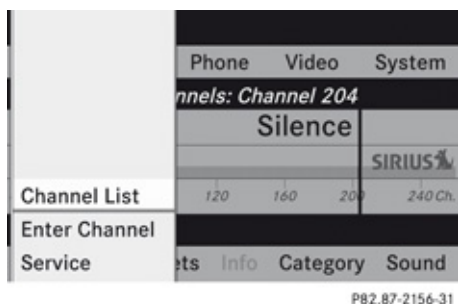 Phone Video System
nnels: Channel 204
Silence
SIRIUS
Channel List 120 160 200 240 Ch.
Enter Channel
Service ets Info Category Sound
P82.87-2156-31